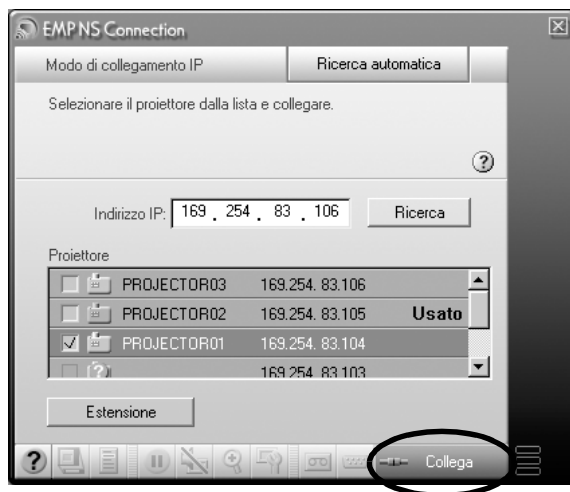 EMP NS Connection
Modo di collegamento IP Ricerca automatica
Selezionare il proiettore dalla lista e collegare.
?
Indirizzo IP: 169 . 254 . 83 . 106 Ricerca
Proiettore
PROJECTOR03 169.254. 83.106
PROJECTOR02 169.254. 83.105 Usato
PROJECTOR01 169.254. 83.104
(?) 169.254. 83.103
Estensione
? Collega